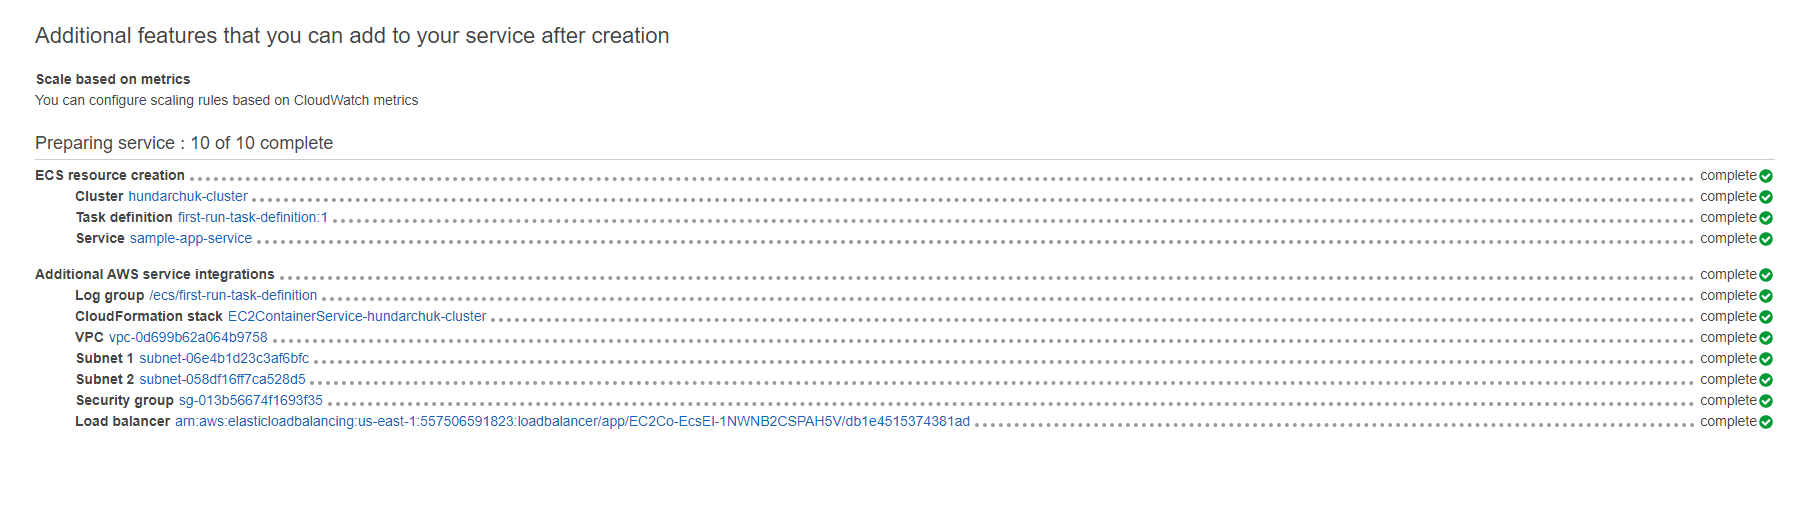 Additional features that you can add to your service after creation
Scale based on metrics
You can configure scaling rules based on CloudWatch metrics
Preparing service : 10 of 10 complete
ECS resource creation complete
Cluster hundarchuk-cluster complete
Task definition first-run-task-definition:1 complete
Service sample-app-service complete
Additional AWS service integrations complete
Log group /ecs/first-run-task-definition complete
CloudFormation stack EC2ContainerService-hundarchuk-cluster complete
VPC vpc-0d699b62a064b9758 complete
Subnet 1 subnet-06e4b1d23c3af6bfc complete
Subnet 2 subnet-058df16ff7ca528d5 complete
Security group sg-013b56674f1693f35 complete
Load balancer arn:aws:elasticloadbalancing:us-east-1:557506591823:loadbalancer/app/EC2Co-EcsEl-1NWNB2CSPAH5V/db1e4515374381ad complete